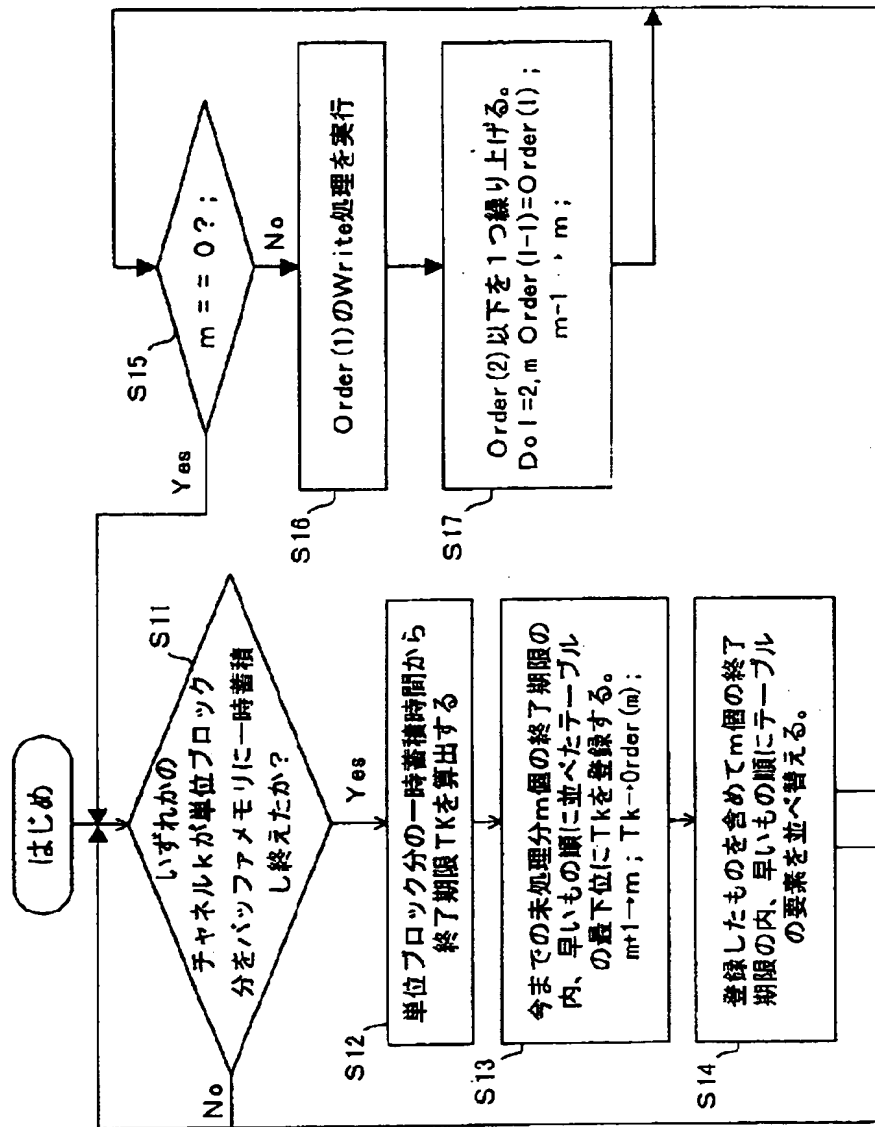 はじめ
S11
いずれかの
チャネルkが単位ブロック
分をバッファメモリに一時蓄積
し終えたか?
No
Yes
S12
単位ブロック分の一時蓄積時間から
終了期限TKを算出する
S13
今までの未処理分m個の終了期限の
内、早いもの順に並べたテーブル
の最下位にTkを登録する。
m+1→m;Tk→Order(m);
S14
登録したものを含めてm個の終了
期限の内、早いもの順にテーブル
の要素を並べ替える。
S15
m==0?;
Yes
No
S16
Order(1)のWrite処理を実行
S17
Order(2)以下を1つ繰り上げる。
Do l=2,m Order(l-1)=Order(l);
m-1→m;